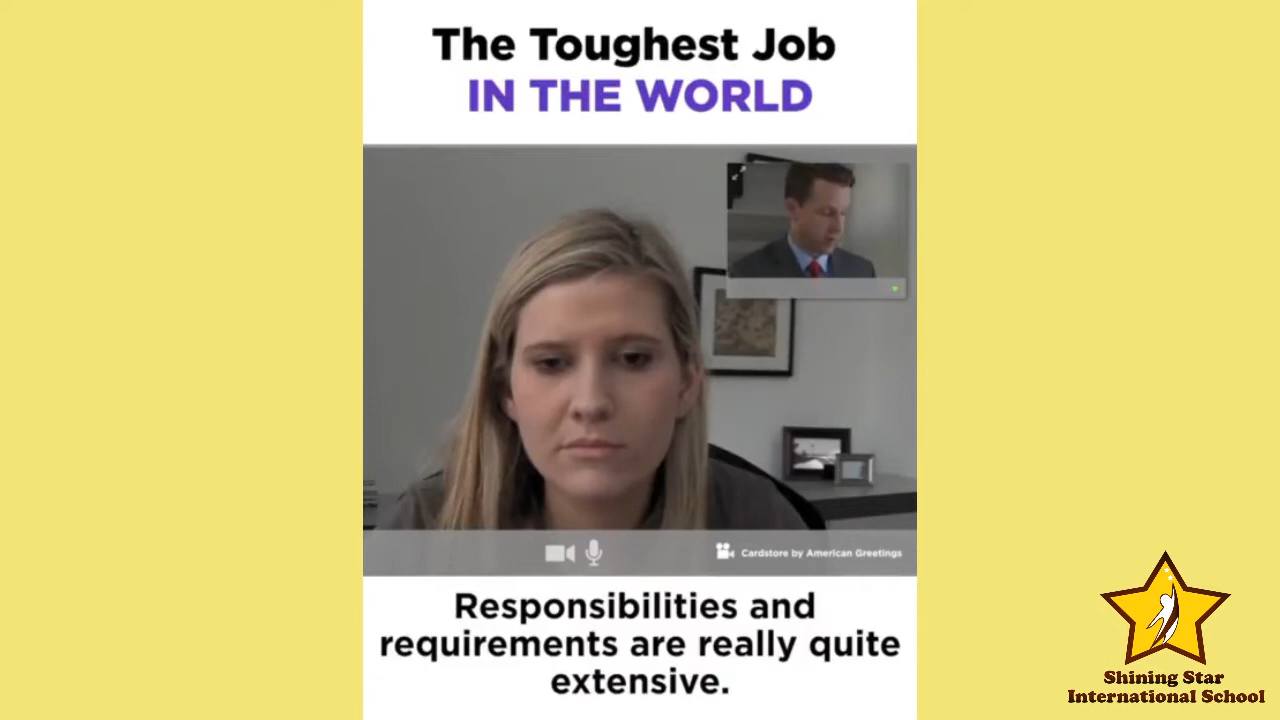 The Toughest Job
IN THE WORLD
Cardstore by American Greetings
Responsibilities and
requirements are really quite
extensive.
Shining Star
International School